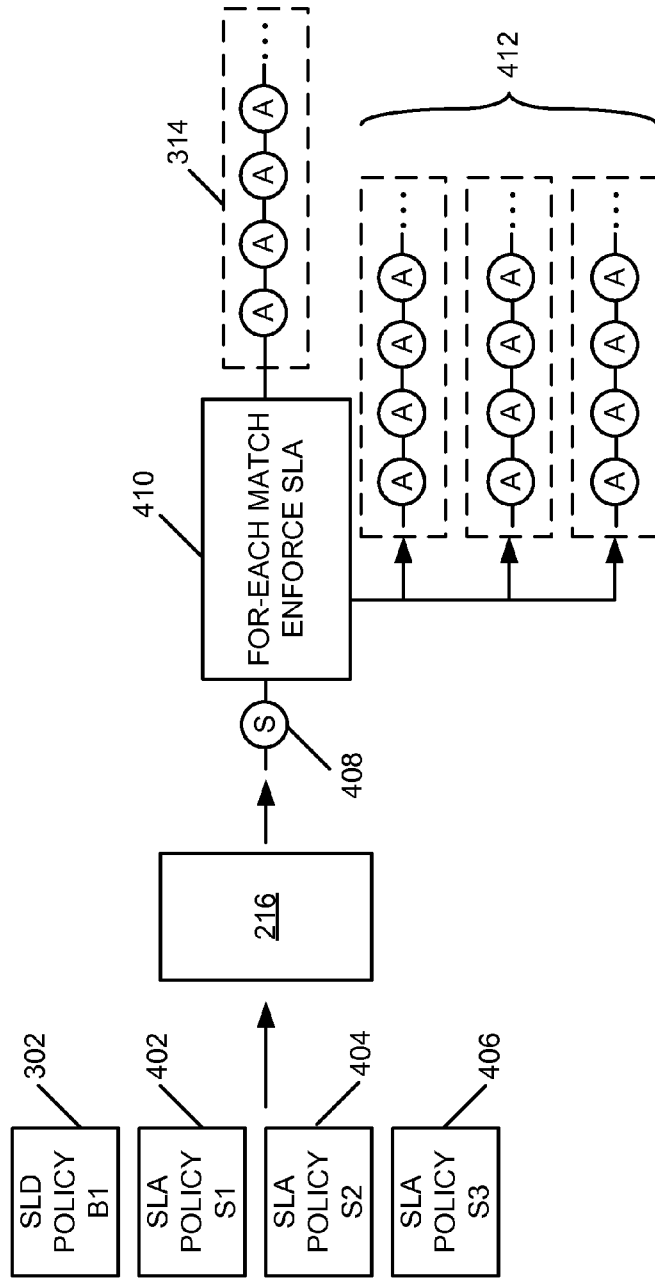 SLD
POLICY
B1
302
SLA
POLICY
S1
402
SLA
POLICY
S2
404
SLA
POLICY
S3
406
216
S
408
FOR-EACH MATCH
ENFORCE SLA
410
A A A A ....
314
A A A A ....
A A A A ....
A A A A ....
412